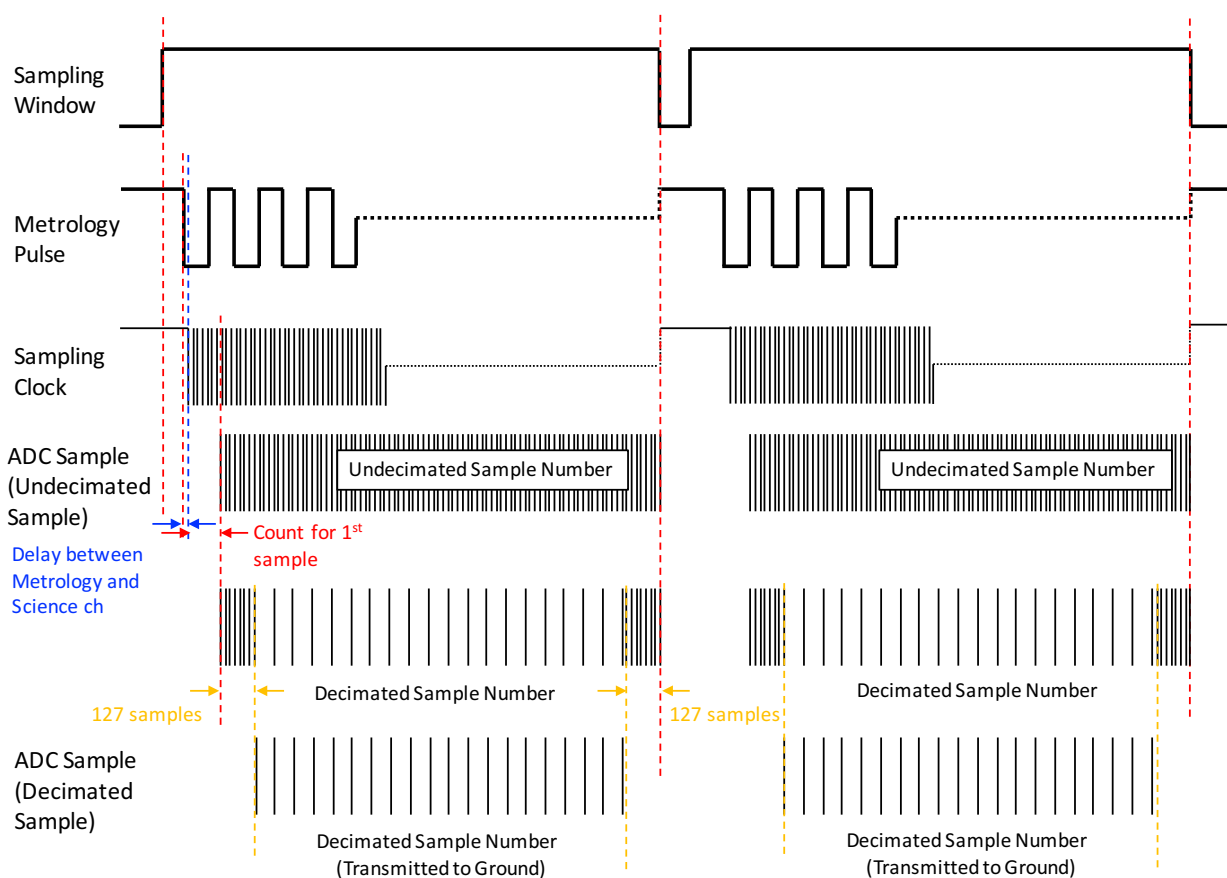 Sampling
Window
Metrology
Pulse
Sampling
Clock
ADC Sample
(Undecimated
Sample)
Undecimated Sample Number
Undecimated Sample Number
Delay between
Metrology and
Science ch
Count for 1st
sample
127 samples
Decimated Sample Number
127 samples
Decimated Sample Number
ADC Sample
(Decimated
Sample)
Decimated Sample Number
(Transmitted to Ground)
Decimated Sample Number
(Transmitted to Ground)